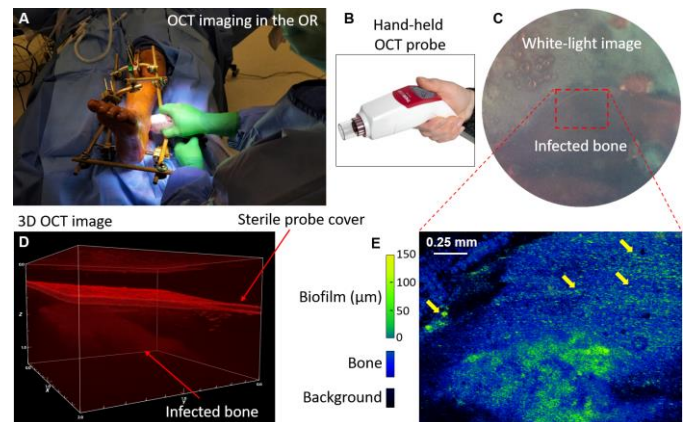 A
OCT imaging in the OR
B
Hand-held
OCT probe
C
White-light image
Infected bone
3D OCT image
Sterile probe cover
D
Infected bone
E
0.25 mm
150
100
50
0
Biofilm (µm)
Bone
Background